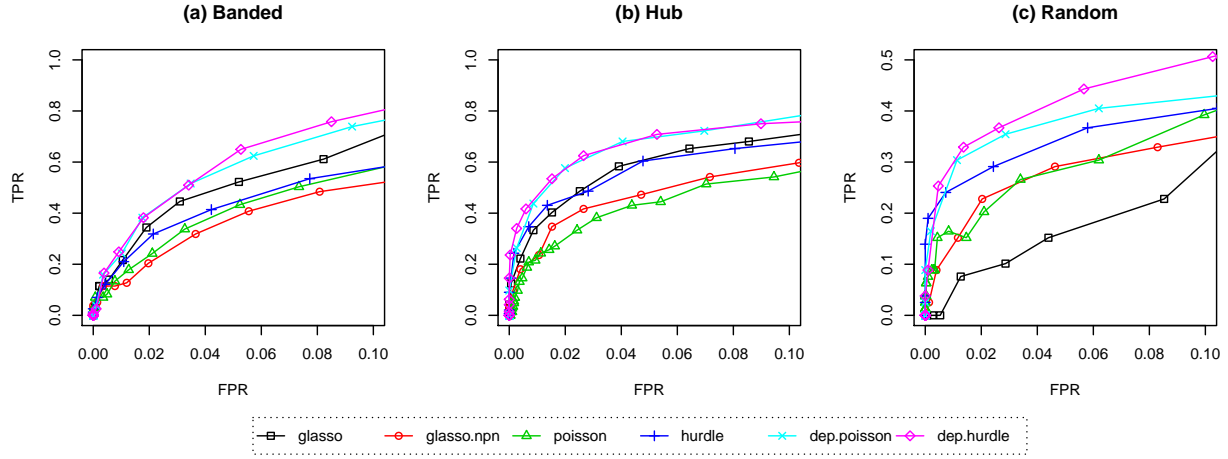 (a) Banded
(b) Hub
(c) Random
TPR
0.0 0.2 0.4 0.6 0.8 1.0
0.00 0.02 0.04 0.06 0.08 0.10
FPR
TPR
0.0 0.2 0.4 0.6 0.8 1.0
0.00 0.02 0.04 0.06 0.08 0.10
FPR
TPR
0.0 0.1 0.2 0.3 0.4 0.5
0.00 0.02 0.04 0.06 0.08 0.10
FPR
glasso glasso.npn poisson hurdle dep.poisson dep.hurdle